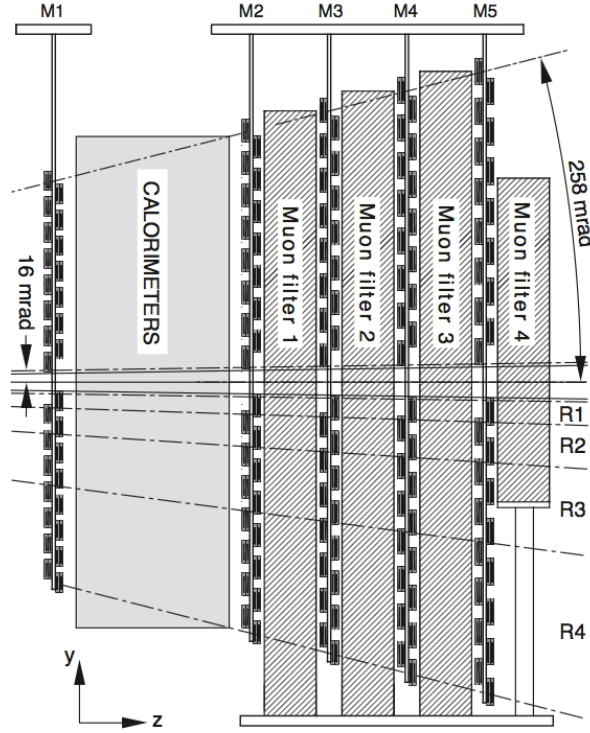 M1 M2 M3 M4 M5
258 mrad
CALORIMETERS
Muon filter 1
Muon filter 2
Muon filter 3
Muon filter 4
16 mrad
R1
R2
R3
R4
y
z